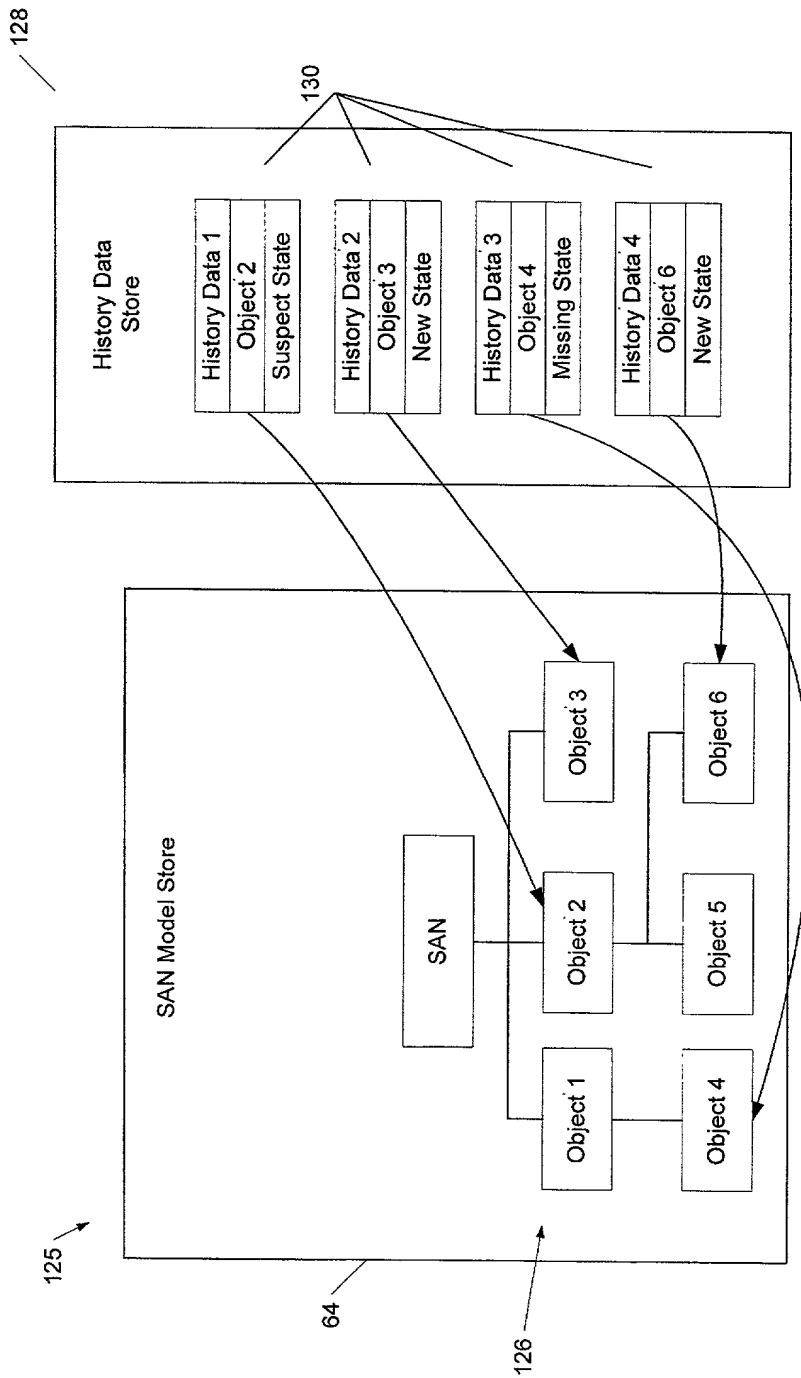 125
64
126
SAN Model Store
SAN
Object 1
Object 2
Object 3
Object 4
Object 5
Object 6
128
History Data
Store
130
History Data 1
Object 2
Suspect State
History Data 2
Object 3
New State
History Data 3
Object 4
Missing State
History Data 4
Object 6
New State